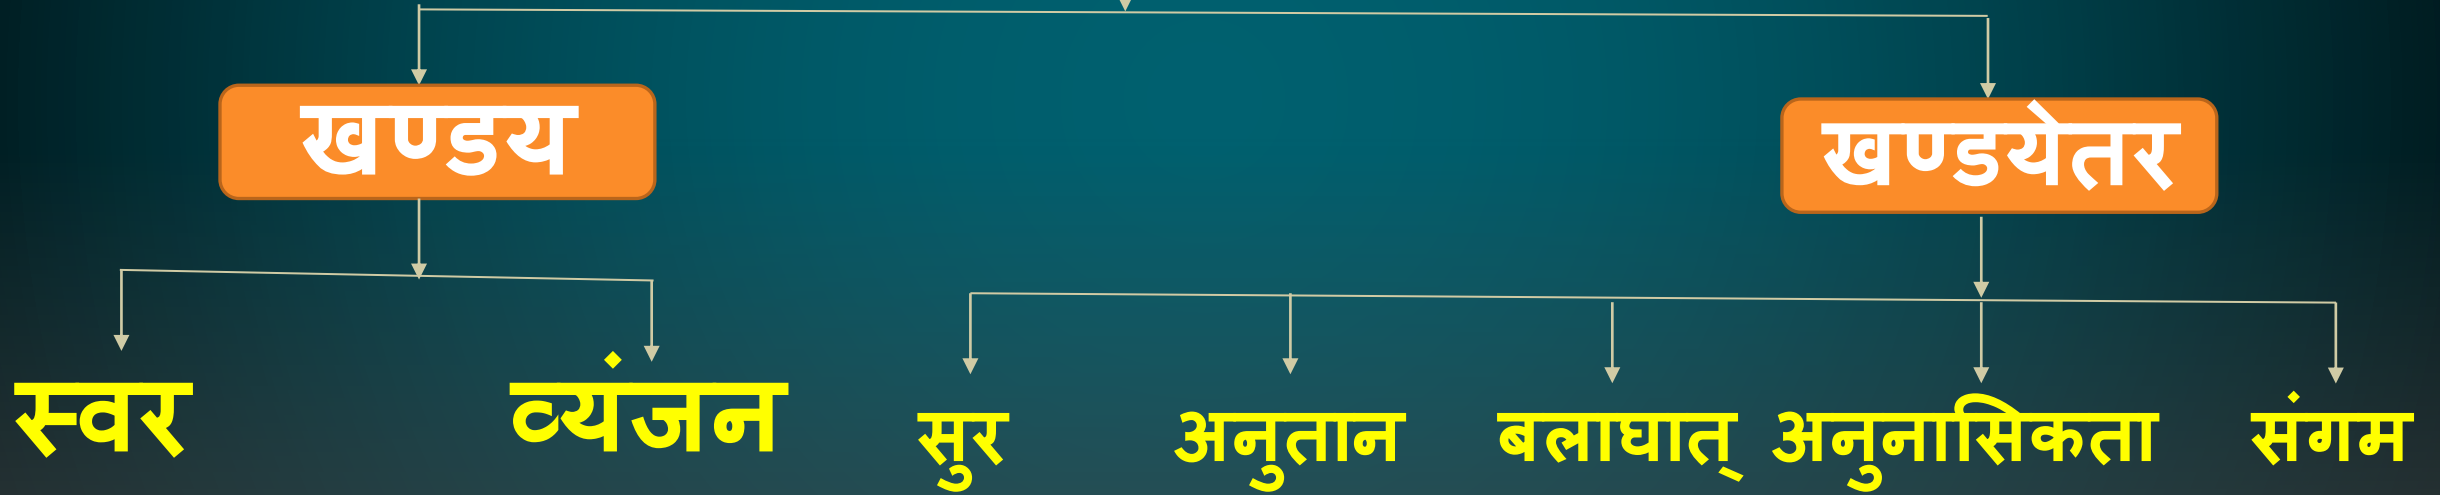 खण्डय खण्डयेतर
स्वर व्यंजन सुर अनुतान बलाघात् अनुनासिकता संगम